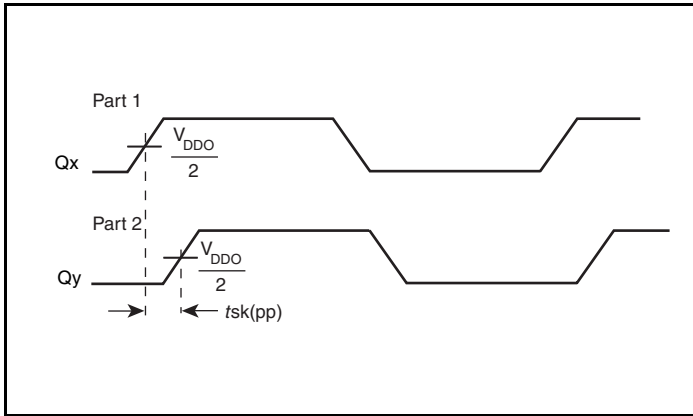 Part 1
Qx
V_DDO
2
Part 2
Qy
V_DDO
2
tsk(pp)